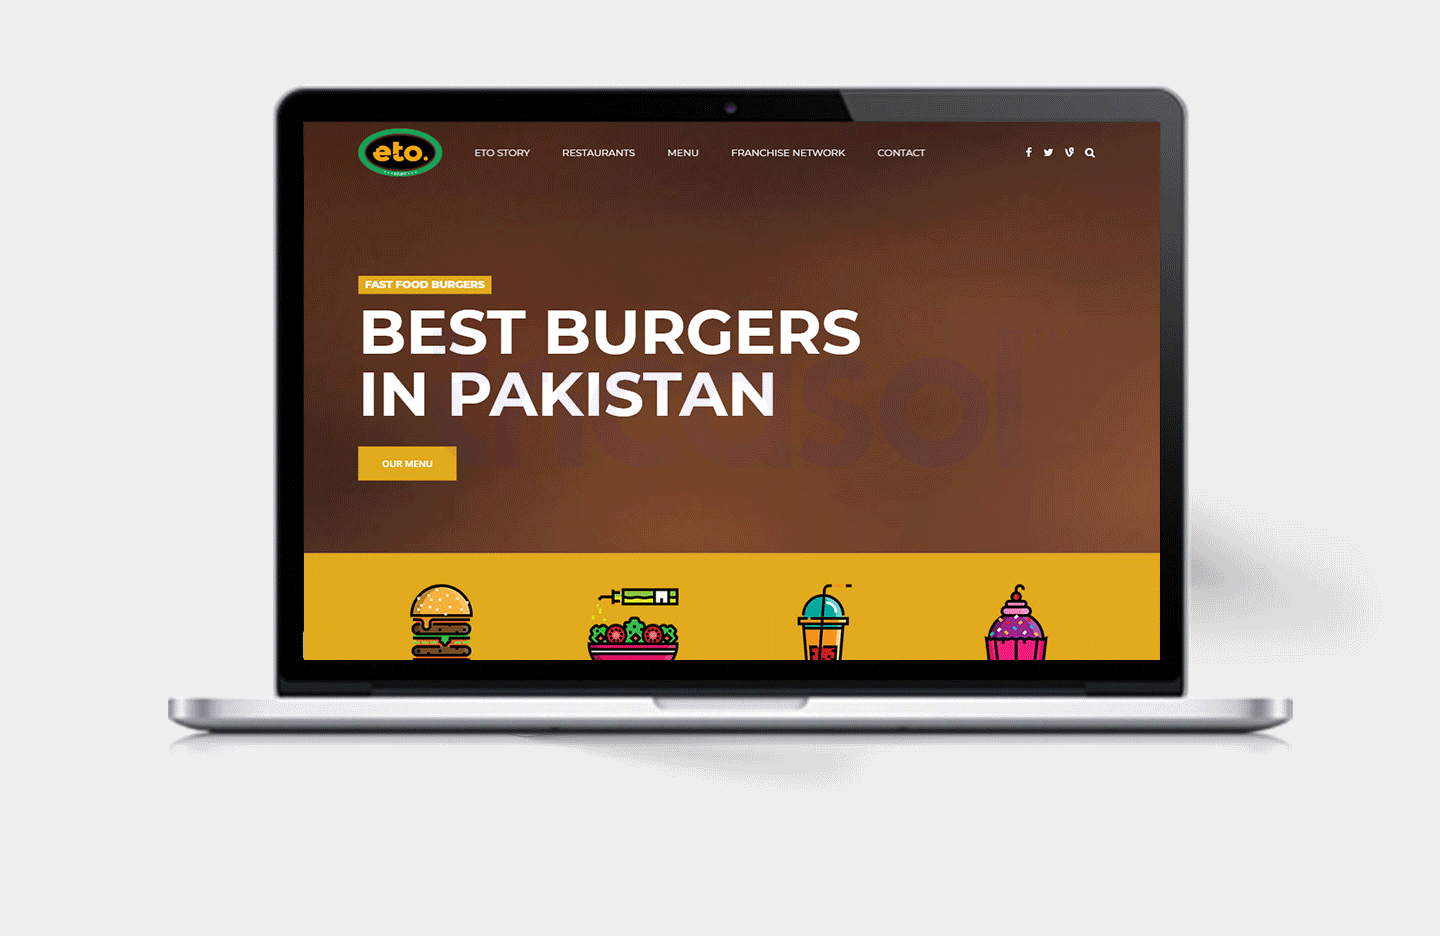 eto.
ETO STORY
RESTAURANTS
MENU
FRANCHISE NETWORK
CONTACT
FAST FOOD BURGERS
BEST BURGERS
IN PAKISTAN
OUR MENU